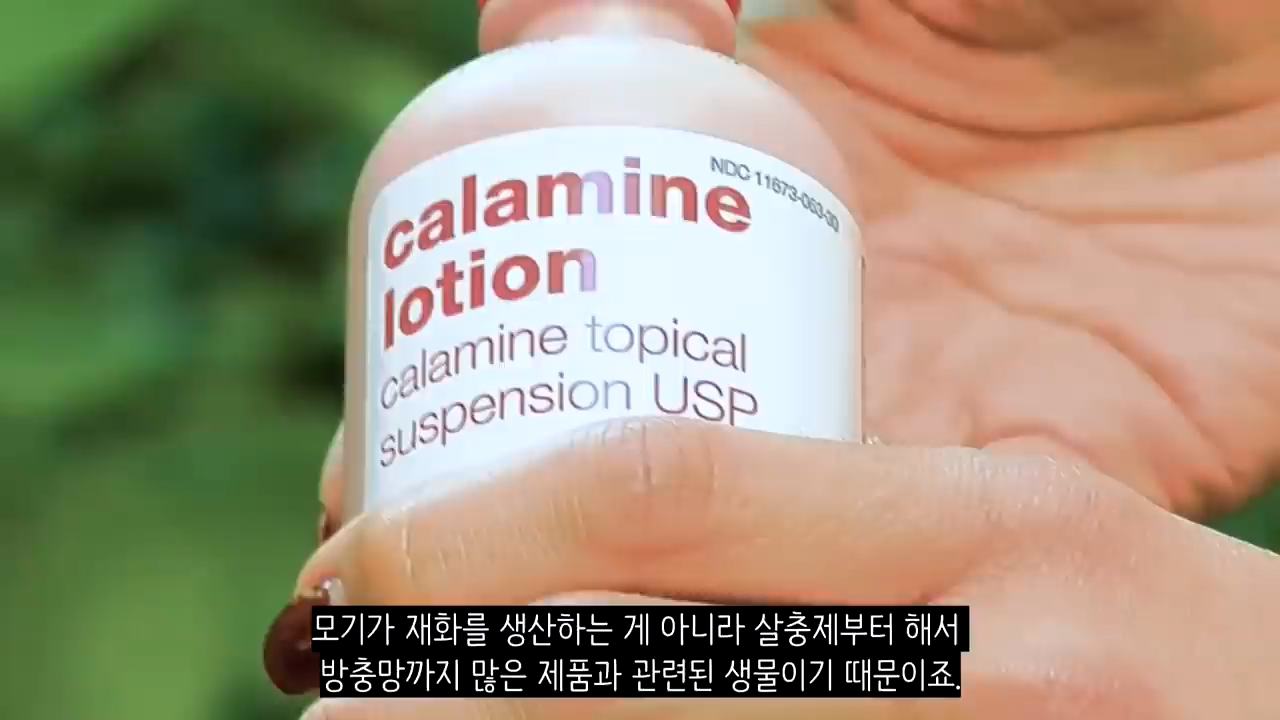 NDC 11673-063-30
calamine
lotion
calamine topical
suspension USP
모기가 재화를 생산하는 게 아니라 살충제부터 해서
방충망까지 많은 제품과 관련된 생물이기 때문이죠.